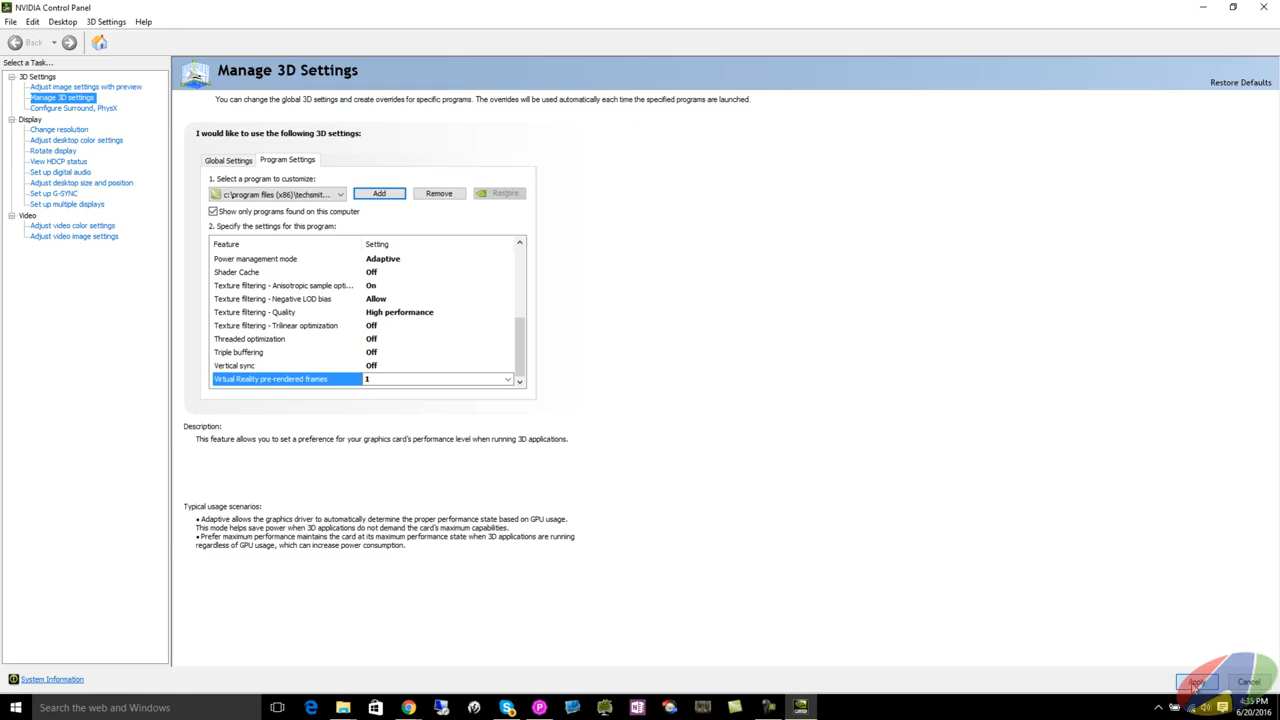 NVIDIA Control Panel
File Edit Desktop 3D Settings Help
Back
Select a Task...
3D Settings
Adjust image settings with preview
Manage 3D settings
Configure Surround, PhysX
Display
Change resolution
Adjust desktop color settings
Rotate display
View HDCP status
Set up digital audio
Adjust desktop size and position
Set up G-SYNC
Set up multiple displays
Video
Adjust video color settings
Adjust video image settings
System Information
Manage 3D Settings
Restore Defaults
You can change the global 3D settings and create overrides for specific programs. The overrides will be used automatically each time the specified programs are launched.
I would like to use the following 3D settings:
Global Settings Program Settings
1. Select a program to customize:
c:\program files (x86)\techsmit... Add Remove Restore
Show only programs found on this computer
2. Specify the settings for this program:
Feature Setting
Power management mode Adaptive
Shader Cache Off
Texture filtering - Anisotropic sample opti... On
Texture filtering - Negative LOD bias Allow
Texture filtering - Quality High performance
Texture filtering - Trilinear optimization Off
Threaded optimization Off
Triple buffering Off
Vertical sync Off
Virtual Reality pre-rendered frames 1
Description:
This feature allows you to set a preference for your graphics card's performance level when running 3D applications.
Typical usage scenarios:
• Adaptive allows the graphics driver to automatically determine the proper performance state based on GPU usage.
This mode helps save power when 3D applications do not demand the card's maximum capabilities.
• Prefer maximum performance maintains the card at its maximum performance state when 3D applications are running
regardless of GPU usage, which can increase power consumption.
Apply Cancel
Search the web and Windows
4:35 PM
6/20/2016